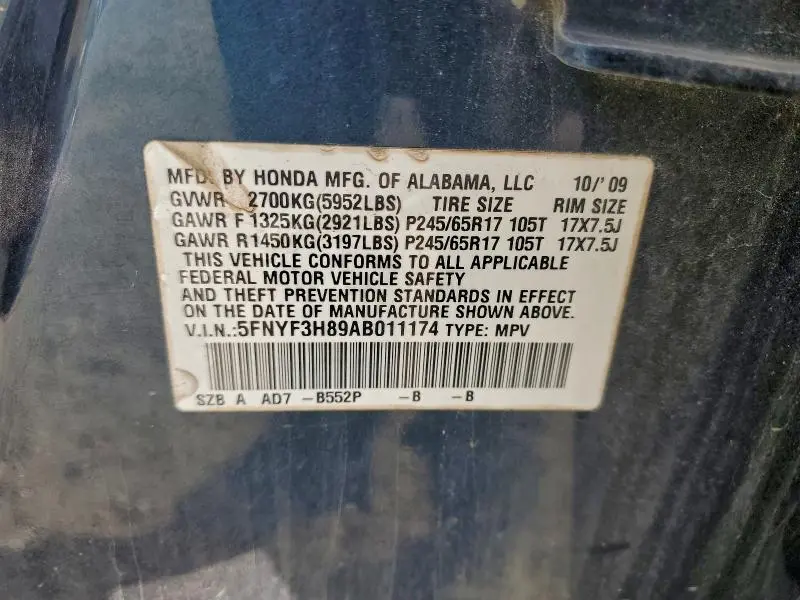 MFD. BY HONDA MFG. OF ALABAMA, LLC 10/'09
GVWR 2700KG(5952LBS) TIRE SIZE RIM SIZE
GAWR F 1325KG(2921LBS) P245/65R17 105T 17X7.5J
GAWR R1450KG(3197LBS) P245/65R17 105T 17X7.5J
THIS VEHICLE CONFORMS TO ALL APPLICABLE
FEDERAL MOTOR VEHICLE SAFETY
AND THEFT PREVENTION STANDARDS IN EFFECT
ON THE DATE OF MANUFACTURE SHOWN ABOVE.
V.I.N.:5FNYF3H89AB011174 TYPE: MPV
SZB A AD7 -B552P -B -B